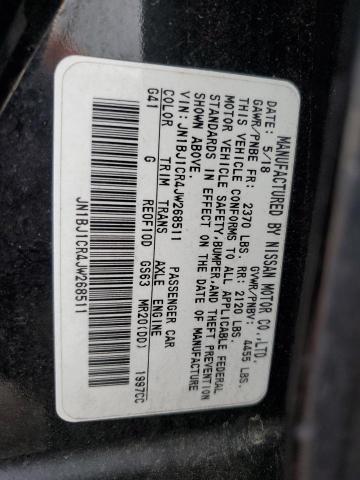 MANUFACTURED BY NISSAN MOTOR CO.,LTD.
DATE: 5/18 GVWR/PNBV: 4455 LBS.
GAWR/PNBE FR: 2370 LBS. RR: 2120 LBS.
THIS VEHICLE CONFORMS TO ALL APPLICABLE FEDERAL
MOTOR VEHICLE SAFETY,BUMPER,AND THEFT PREVENTION
STANDARDS IN EFFECT ON THE DATE OF MANUFACTURE
SHOWN ABOVE.
VIN:JN1BJ1CR4JW268511 PASSENGER CAR
COLOR TRIM TRANS AXLE ENGINE
G41 G RE0F10D GS63 MR20(DD) 1997CC
JN1BJ1CR4JW268511